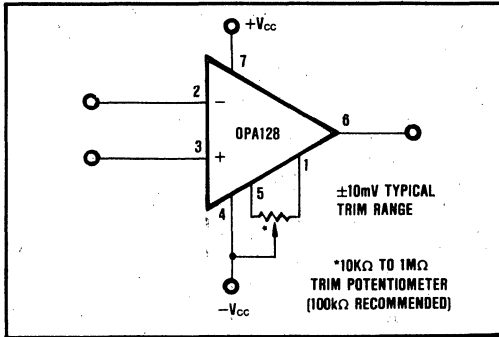 +Vcc
7
2
−
OPA128
6
3
+
1
5
4
*
±10mV TYPICAL
TRIM RANGE
*10KΩ TO 1MΩ
TRIM POTENTIOMETER
(100kΩ RECOMMENDED)
−Vcc